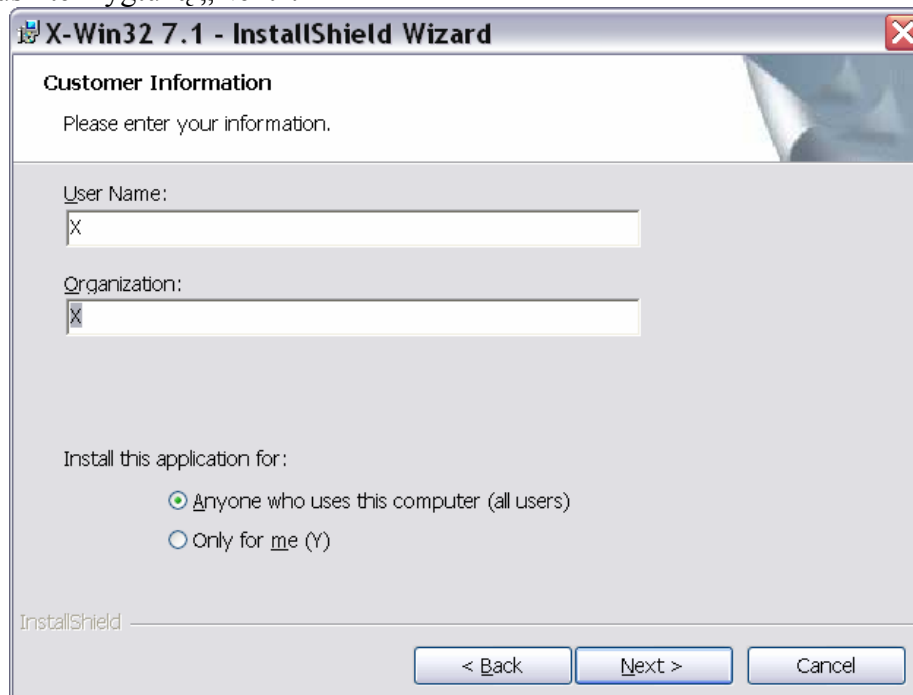 X-Win32 7.1 - InstallShield Wizard
Customer Information
Please enter your information.
User Name:
X
Organization:
X
Install this application for:
Anyone who uses this computer (all users)
Only for me (Y)
InstallShield
< Back Next > Cancel